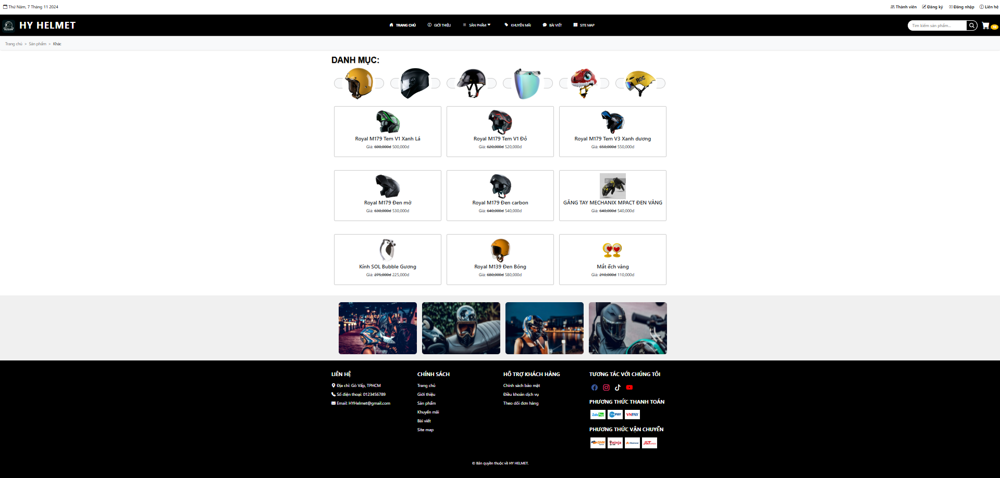 Thứ Năm, 7 Tháng 11 2024
Thành viên Đăng ký Đăng nhập Liên hệ
HY HELMET
TRANG CHỦ GIỚI THIỆU SẢN PHẨM KHUYẾN MÃI BÀI VIẾT SITE MAP
Tìm kiếm sản phẩm...
Trang chủ > Sản phẩm > Khác
DANH MỤC:
ROC
Royal M179 Tem V1 Xanh Lá
Giá: 600,000đ 500,000đ
Royal M179 Tem V1 Đỏ
Giá: 620,000đ 520,000đ
Royal M179 Tem V3 Xanh dương
Giá: 650,000đ 550,000đ
Royal M179 Đen mờ
Giá: 630,000đ 530,000đ
Royal M179 Đen carbon
Giá: 640,000đ 540,000đ
GĂNG TAY MECHANIX MPACT ĐEN VÀNG
Giá: 640,000đ 540,000đ
Kính SOL Bubble Gương
Giá: 275,000đ 225,000đ
Royal M139 Đen Bóng
Giá: 680,000đ 580,000đ
Mắt ếch vàng
Giá: 210,000đ 110,000đ
LIÊN HỆ
Địa chỉ: Gò Vấp, TPHCM
Số điện thoại: 0123456789
Email: HYHelmet@gmail.com
CHÍNH SÁCH
Trang chủ
Giới thiệu
Sản phẩm
Khuyến mãi
Bài viết
Site map
HỖ TRỢ KHÁCH HÀNG
Chính sách bảo mật
Điều khoản dịch vụ
Theo dõi đơn hàng
TƯƠNG TÁC VỚI CHÚNG TÔI
PHƯƠNG THỨC THANH TOÁN
ZaloPay PAY VNPAY
PHƯƠNG THỨC VẬN CHUYỂN
GHN ninja Ahamove J&T
© Bản quyền thuộc về HY HELMET.